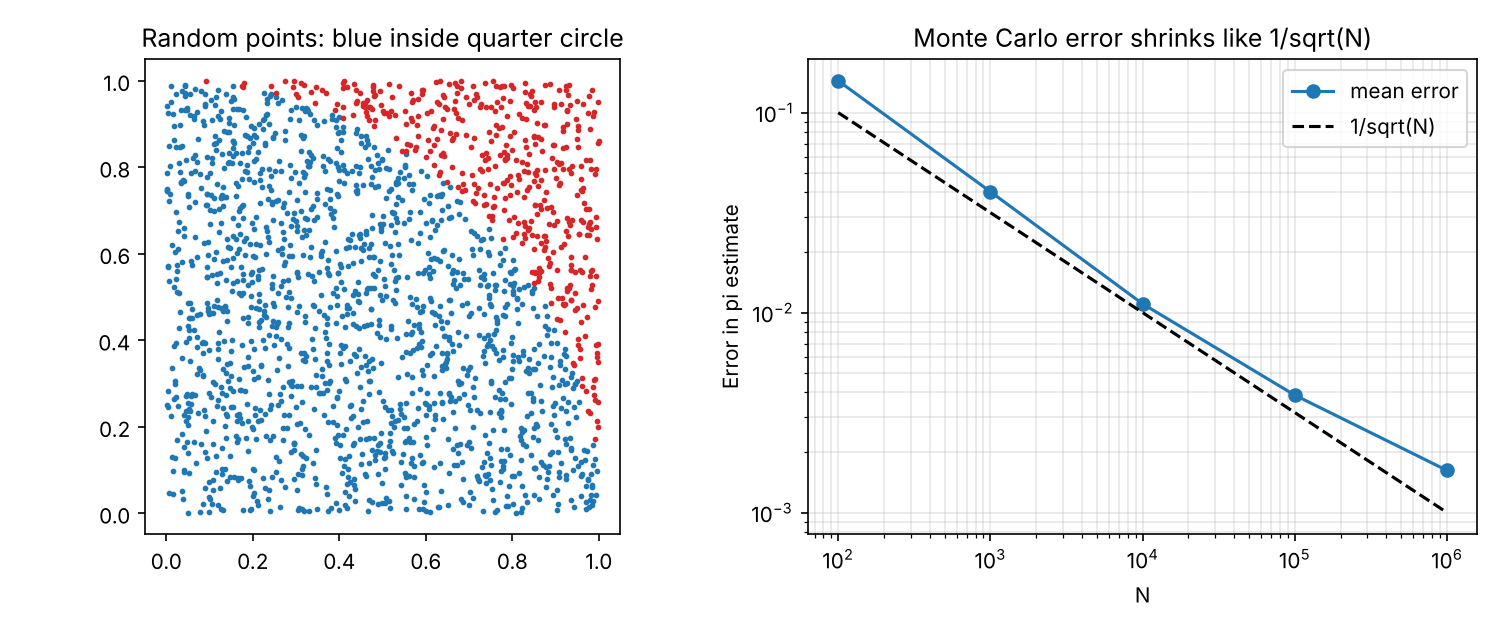 Random points: blue inside quarter circle
1.0
0.8
0.6
0.4
0.2
0.0
0.0 0.2 0.4 0.6 0.8 1.0
Monte Carlo error shrinks like 1/sqrt(N)
mean error
1/sqrt(N)
Error in pi estimate
10⁻¹
10⁻²
10⁻³
10² 10³ 10⁴ 10⁵ 10⁶
N